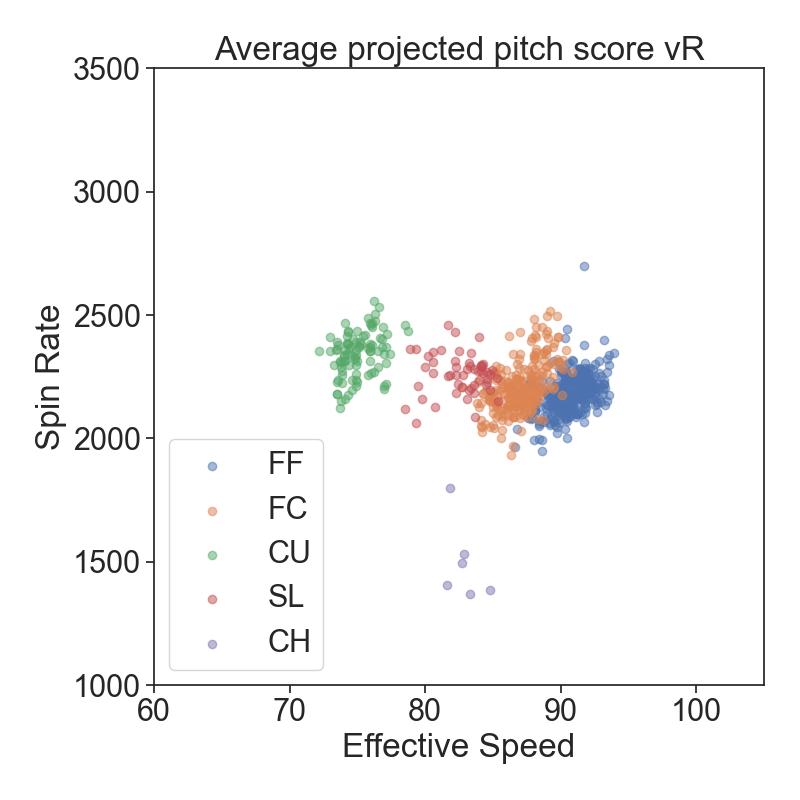 Average projected pitch score vR
3500
3000
2500
2000
1500
1000
Spin Rate
FF
FC
CU
SL
CH
60 70 80 90 100
Effective Speed